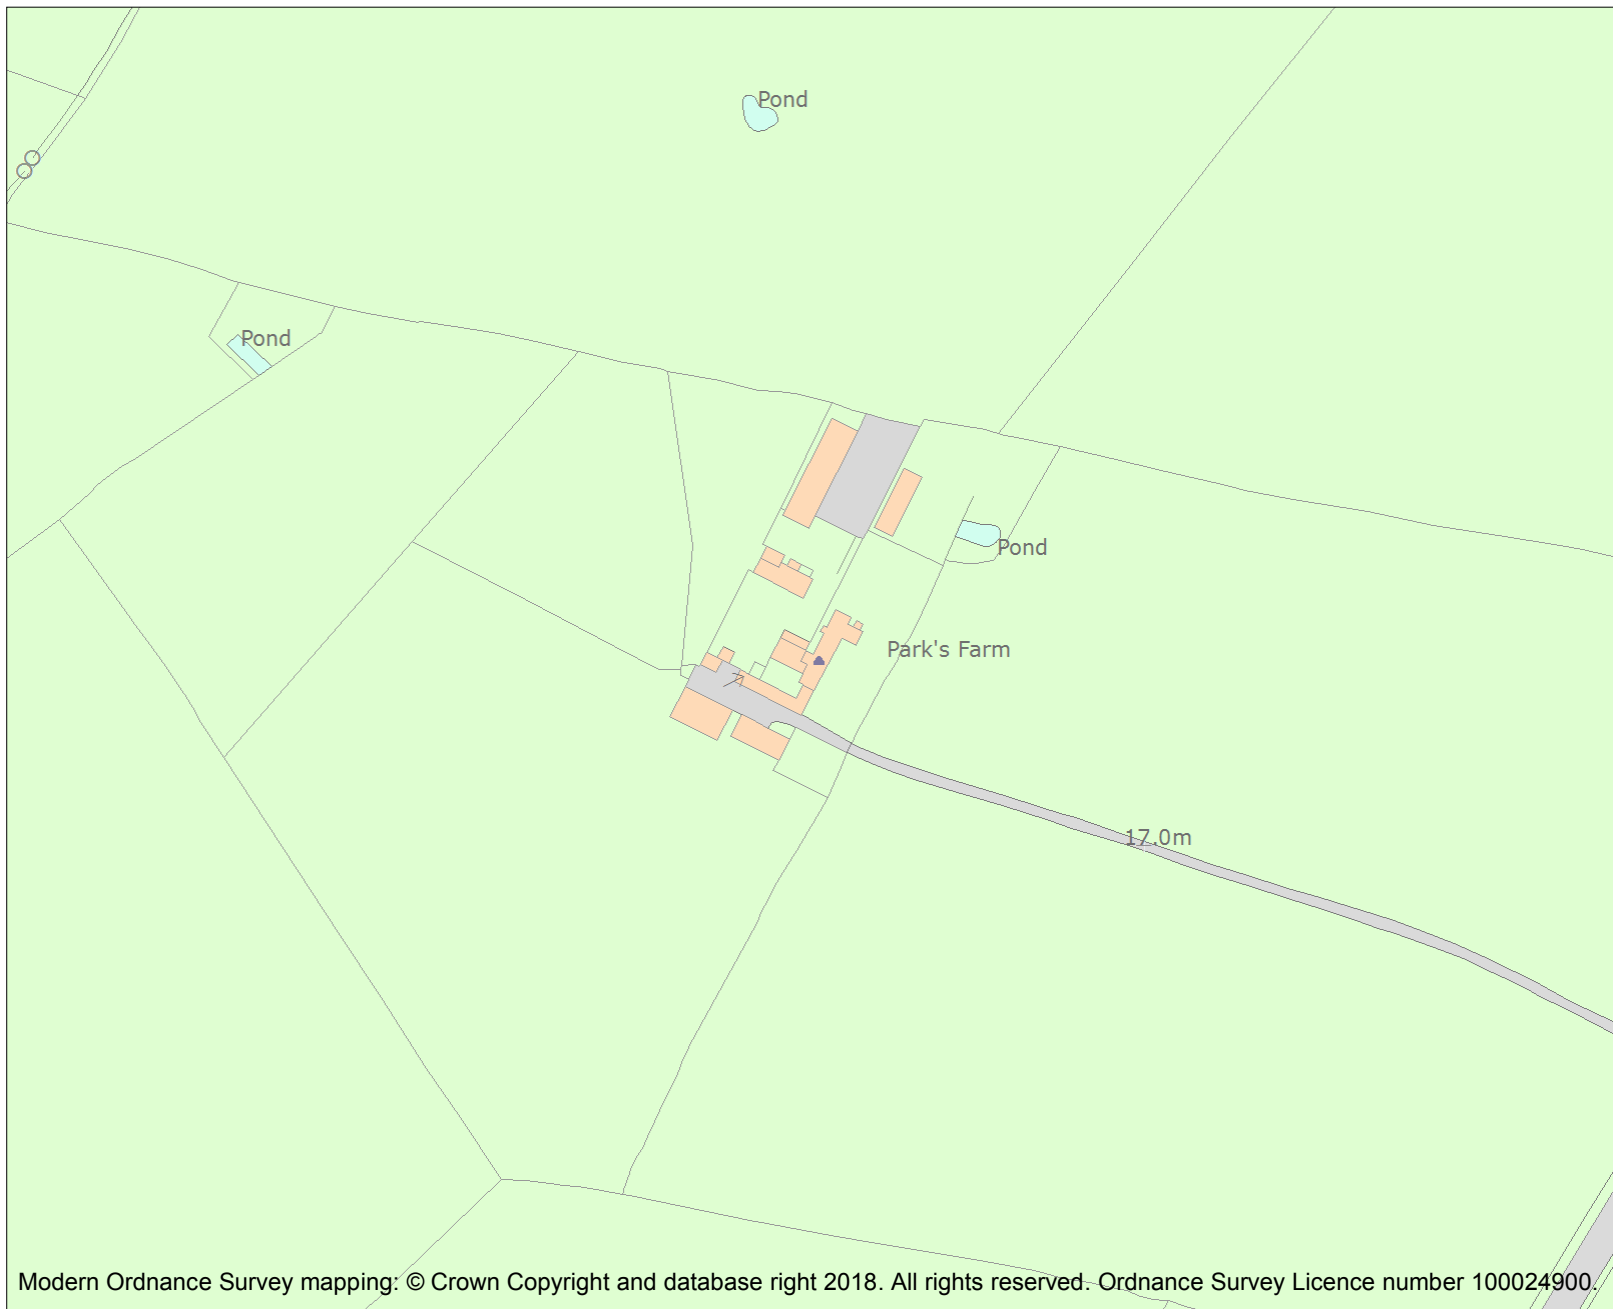 Pond
Pond
Pond
Park's Farm
17.0m
Modern Ordnance Survey mapping: © Crown Copyright and database right 2018. All rights reserved. Ordnance Survey Licence number 100024900.